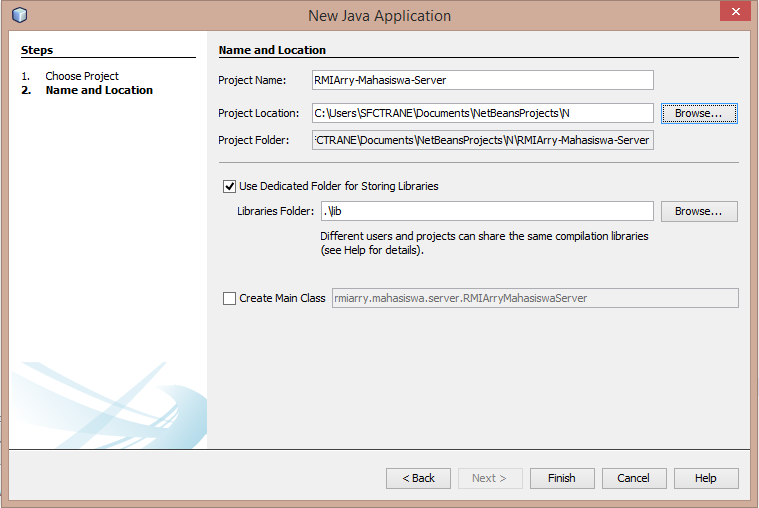 New Java Application
Steps
1. Choose Project
2. Name and Location
Name and Location
Project Name: RMIArry-Mahasiswa-Server
Project Location: C:\Users\SFCTRANE\Documents\NetBeansProjects\N Browse...
Project Folder: CTRANE\Documents\NetBeansProjects\N\RMIArry-Mahasiswa-Server
Use Dedicated Folder for Storing Libraries
Libraries Folder: .\lib Browse...
Different users and projects can share the same compilation libraries
(see Help for details).
Create Main Class rmiarry.mahasiswa.server.RMIArryMahasiswaServer
< Back Next > Finish Cancel Help